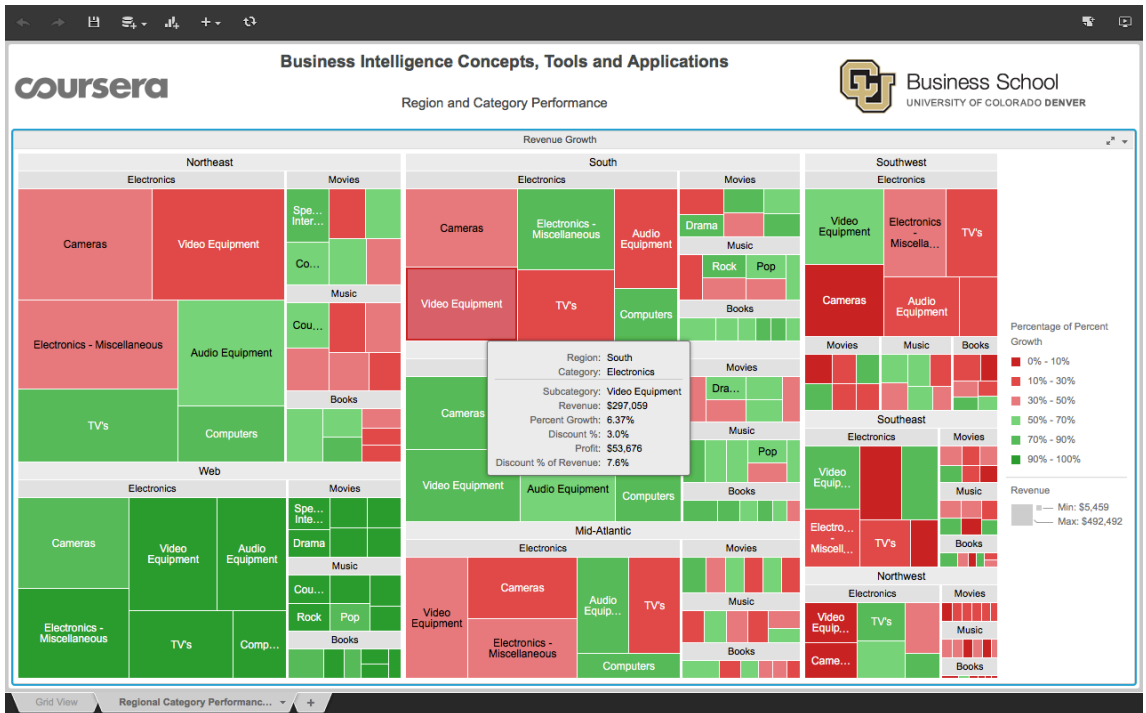 Business Intelligence Concepts, Tools and Applications
coursera
Region and Category Performance
CU
Business School
UNIVERSITY OF COLORADO DENVER
Revenue Growth
Northeast
Electronics
Movies
Cameras
Video Equipment
Spe...
Inter...
Co...
Music
Electronics - Miscellaneous
Audio Equipment
Cou...
Books
TV's
Computers
Web
Electronics
Movies
Cameras
Video
Equipment
Audio
Equipment
Spe...
Inte...
Drama
Music
Cou...
Rock
Pop
Electronics -
Miscellaneous
TV's
Comp...
Books
South
Electronics
Movies
Cameras
Electronics -
Miscellaneous
Audio
Equipment
Drama
Music
Rock
Pop
Video Equipment
TV's
Computers
Books
Region: South
Category: Electronics
Subcategory: Video Equipment
Revenue: $297,059
Percent Growth: 6.37%
Discount %: 3.0%
Profit: $53,676
Discount % of Revenue: 7.6%
Movies
Cameras
Dra...
Music
Pop
Video Equipment
Audio Equipment
Computers
Books
Mid-Atlantic
Electronics
Movies
Video
Equipment
Cameras
Audio
Equip...
TV's
Music
Electronics -
Miscellaneous
Computers
Books
Southwest
Electronics
Video
Equipment
Electronics
-
Miscella...
TV's
Cameras
Audio
Equipment
Movies
Music
Books
Southeast
Electronics
Movies
Video
Equip...
Music
Electro...
-
Miscell...
TV's
Books
Northwest
Electronics
Movies
Video
Equip...
TV's
Music
Came...
Books
Percentage of Percent
Growth
0% - 10%
10% - 30%
30% - 50%
50% - 70%
70% - 90%
90% - 100%
Revenue
Min: $5,459
Max: $492,492
Grid View
Regional Category Performanc...
+